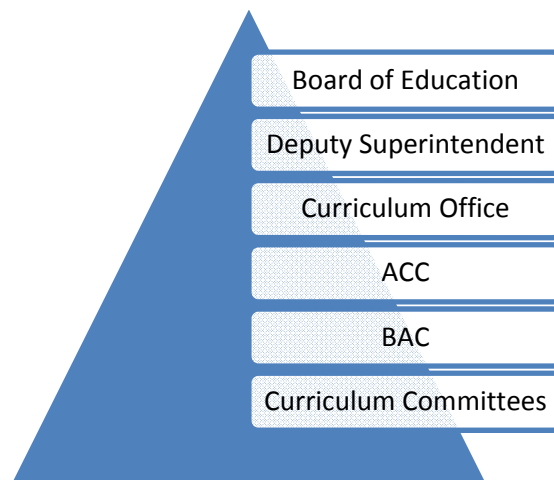 Board of Education
Deputy Superintendent
Curriculum Office
ACC
BAC
Curriculum Committees